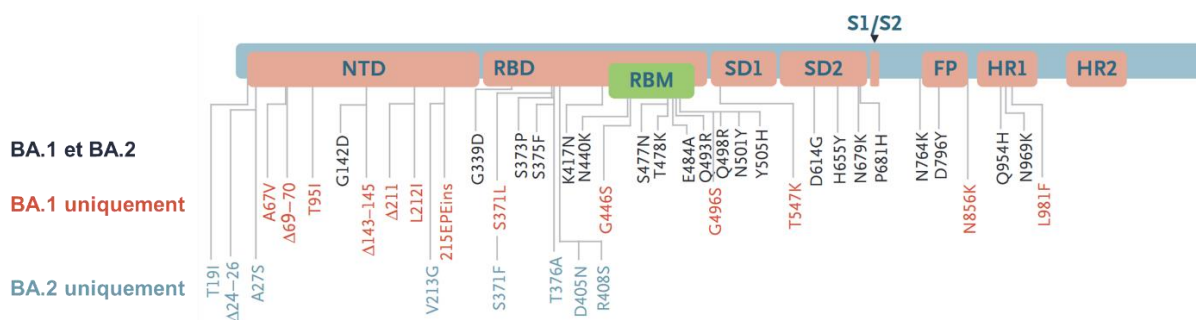 S1/S2
NTD RBD SD1 SD2 FP HR1 HR2
RBM
BA.1 et BA.2
G142D G339D S373P S375F K417N N440K S477N T478K E484A Q493R Q498R N501Y Y505H D614G H655Y N679K P681H N764K D796Y Q954H N969K
BA.1 uniquement
A67V Δ69–70 T95I Δ143–145 Δ211 L212I 215EPEins S371L G446S G496S T547K N856K L981F
BA.2 uniquement
T19I Δ24–26 A27S V213G S371F T376A D405N R408S